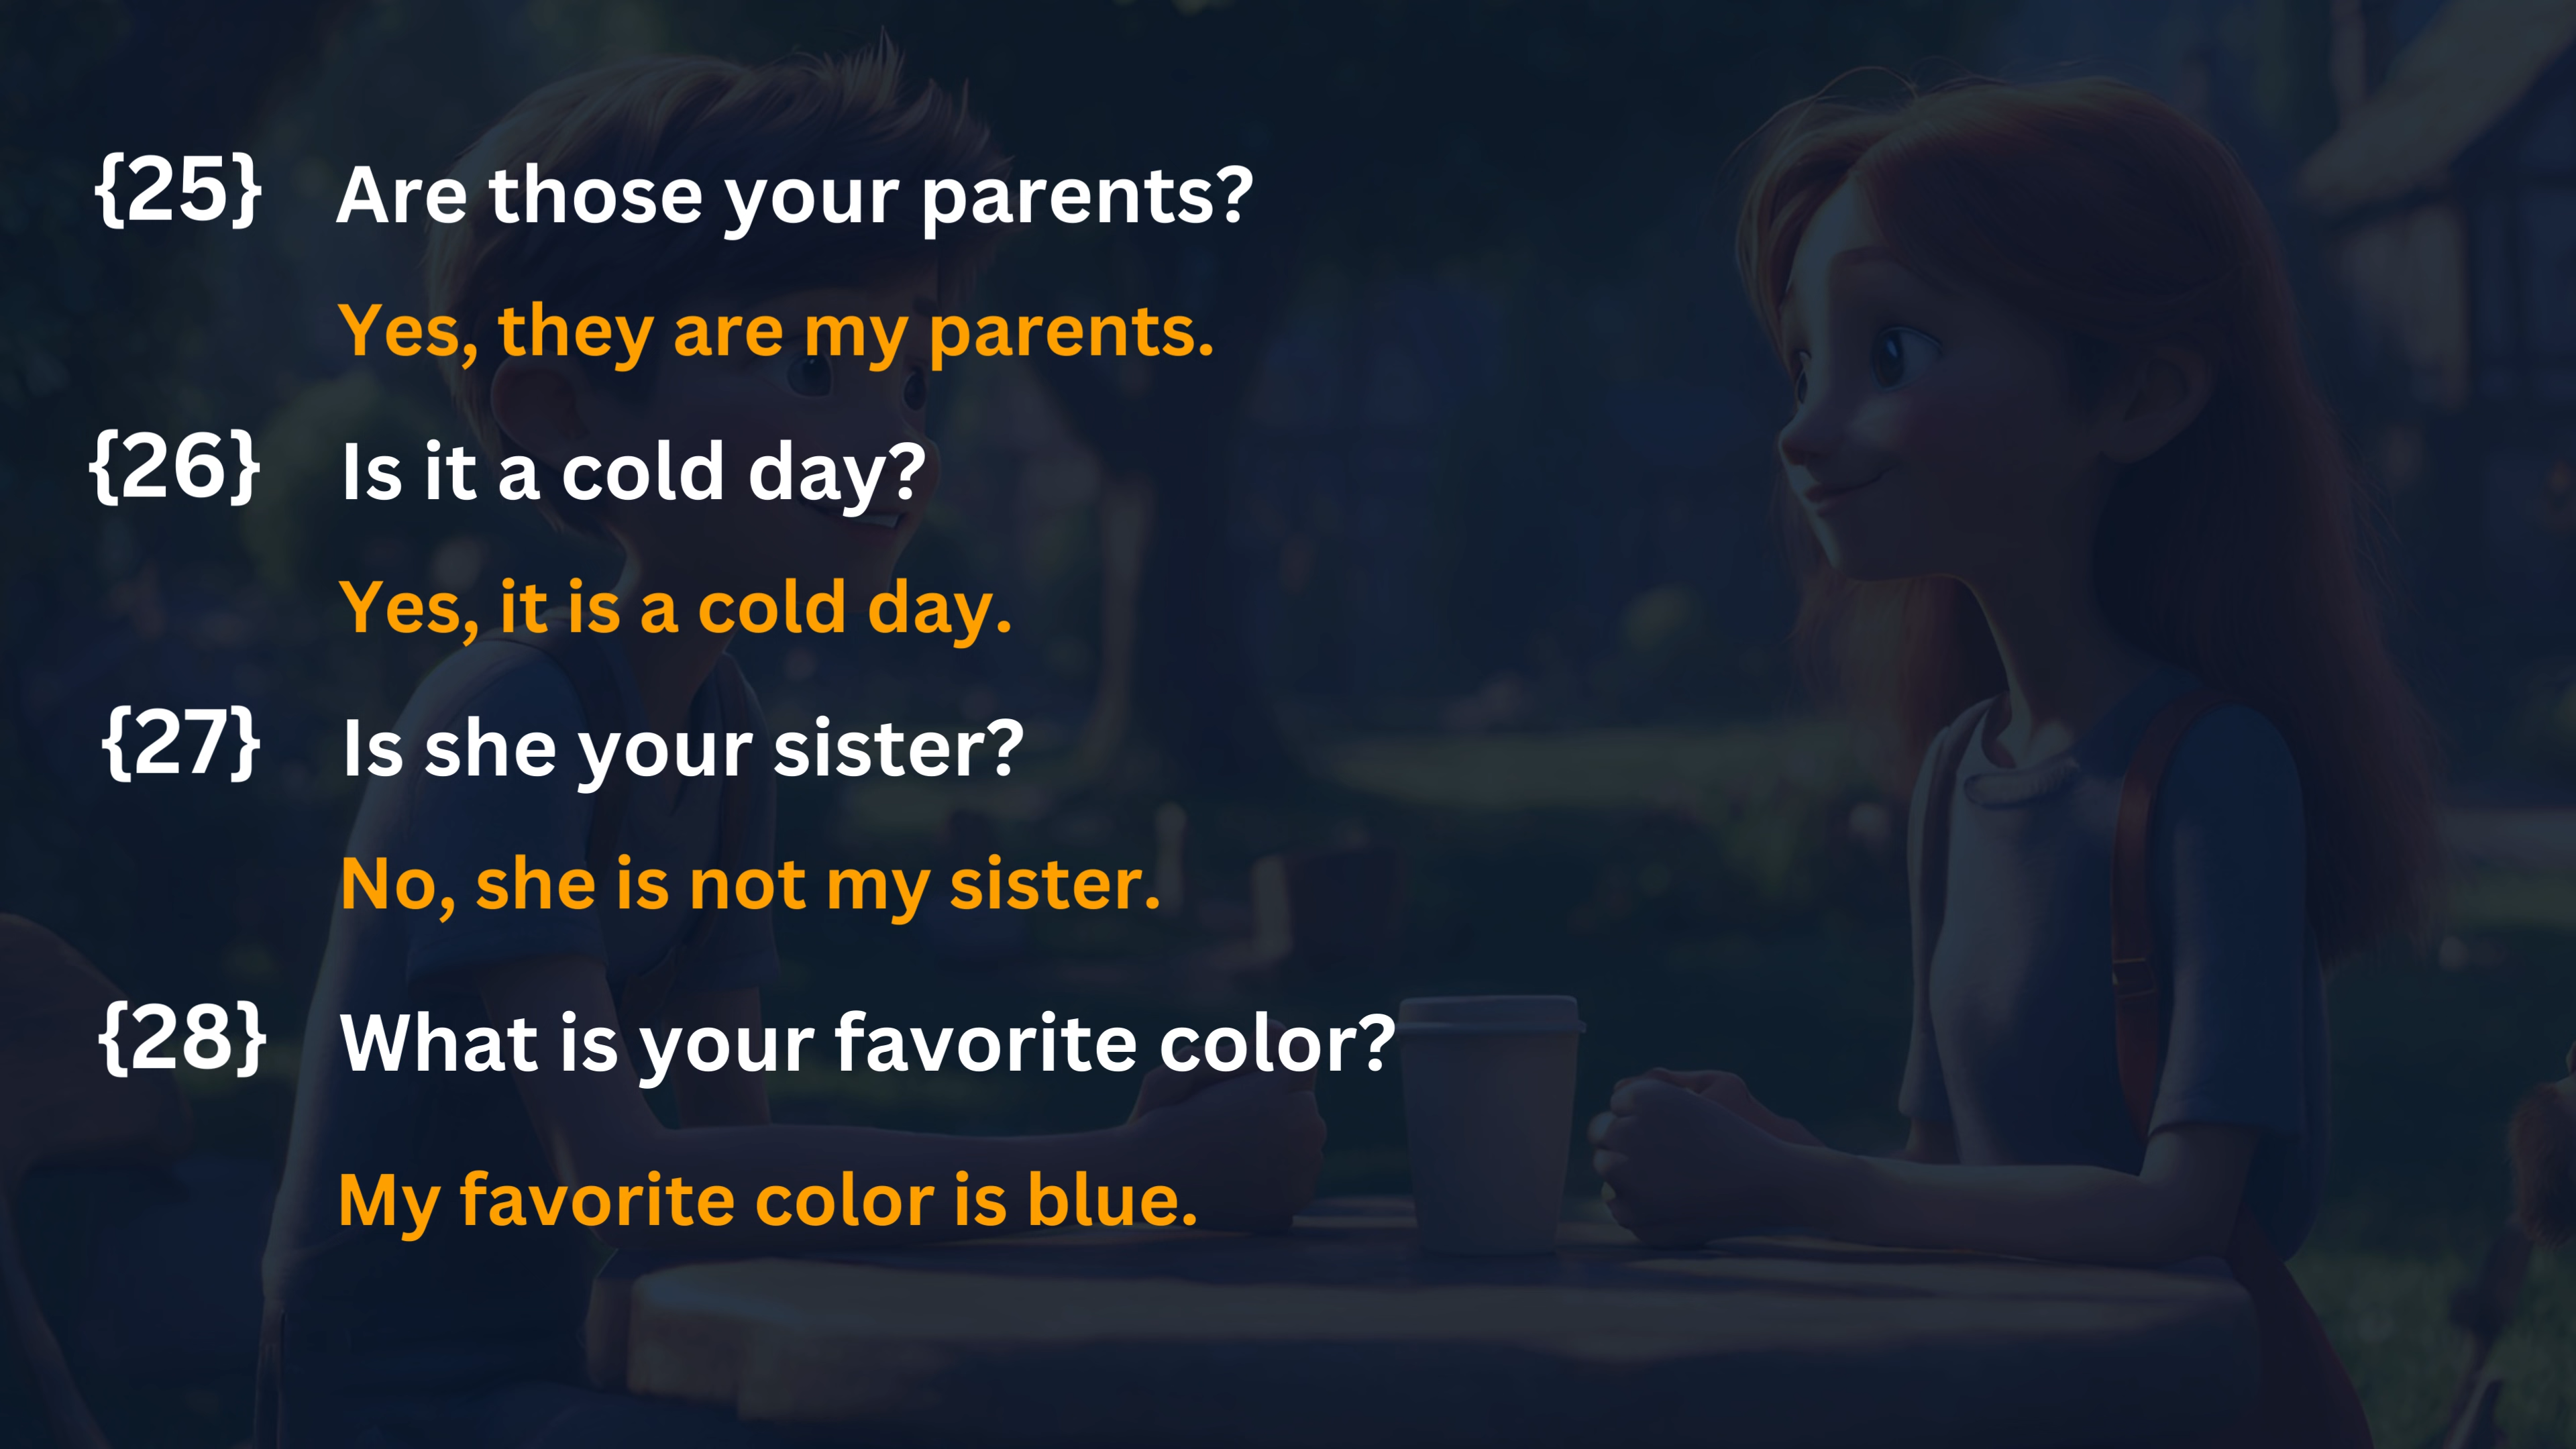 {25} Are those your parents?
Yes, they are my parents.
{26} Is it a cold day?
Yes, it is a cold day.
{27} Is she your sister?
No, she is not my sister.
{28} What is your favorite color?
My favorite color is blue.